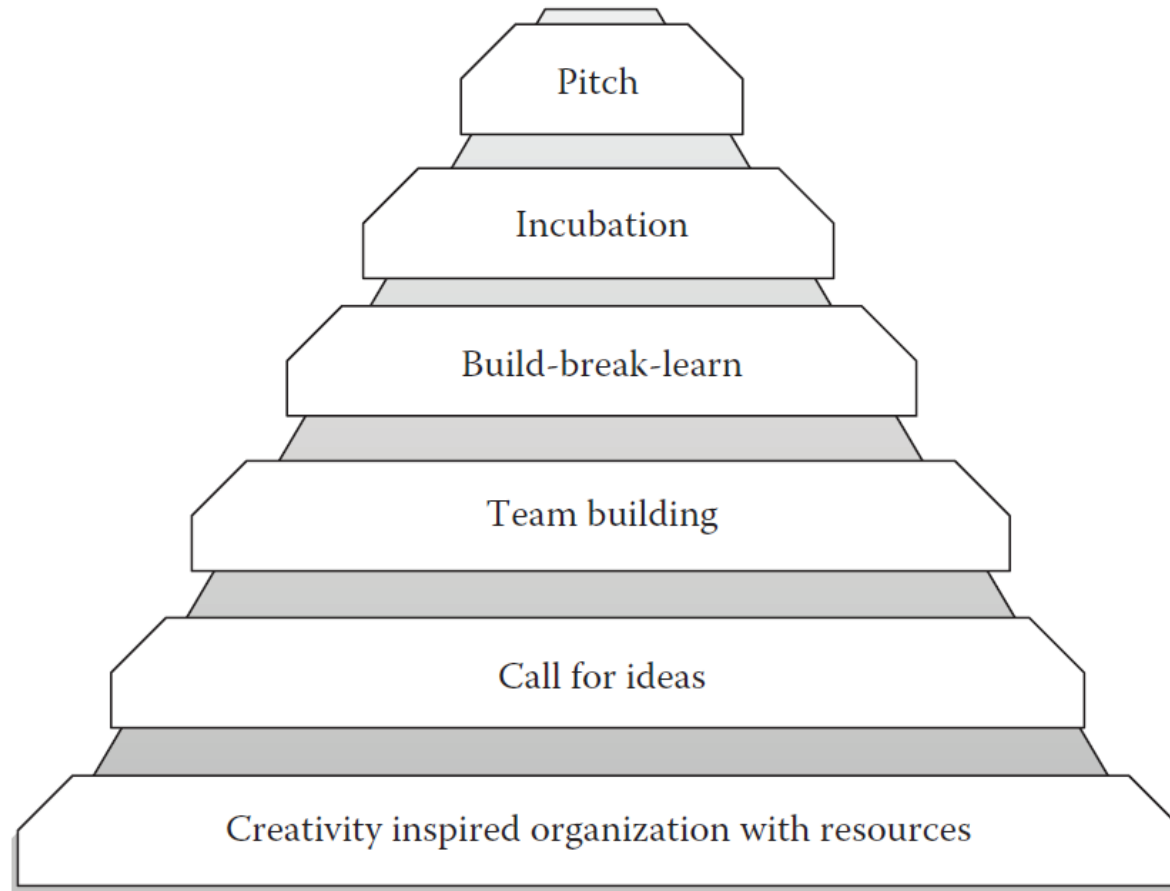 Pitch
Incubation
Build-break-learn
Team building
Call for ideas
Creativity inspired organization with resources